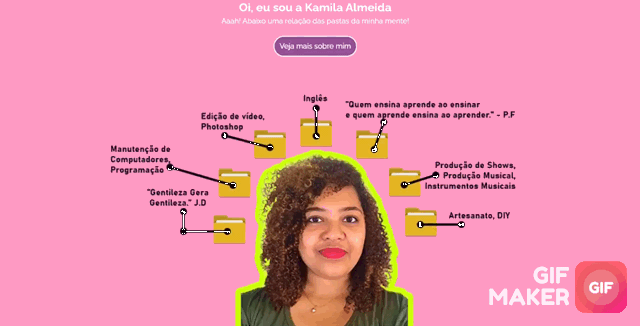 Oi, eu sou a Kamila Almeida
Aaah! Abaixo uma relação das pastas da minha mente!
Veja mais sobre mim
Inglês
"Quem ensina aprende ao ensinar
e quem aprende ensina ao aprender." - P.F
Edição de vídeo,
Photoshop
Manutenção de
Computadores,
Programação
Produção de Shows,
Produção Musical,
Instrumentos Musicais
"Gentileza Gera
Gentileza." J.D
Artesanato, DIY
GIF
MAKER
GIF